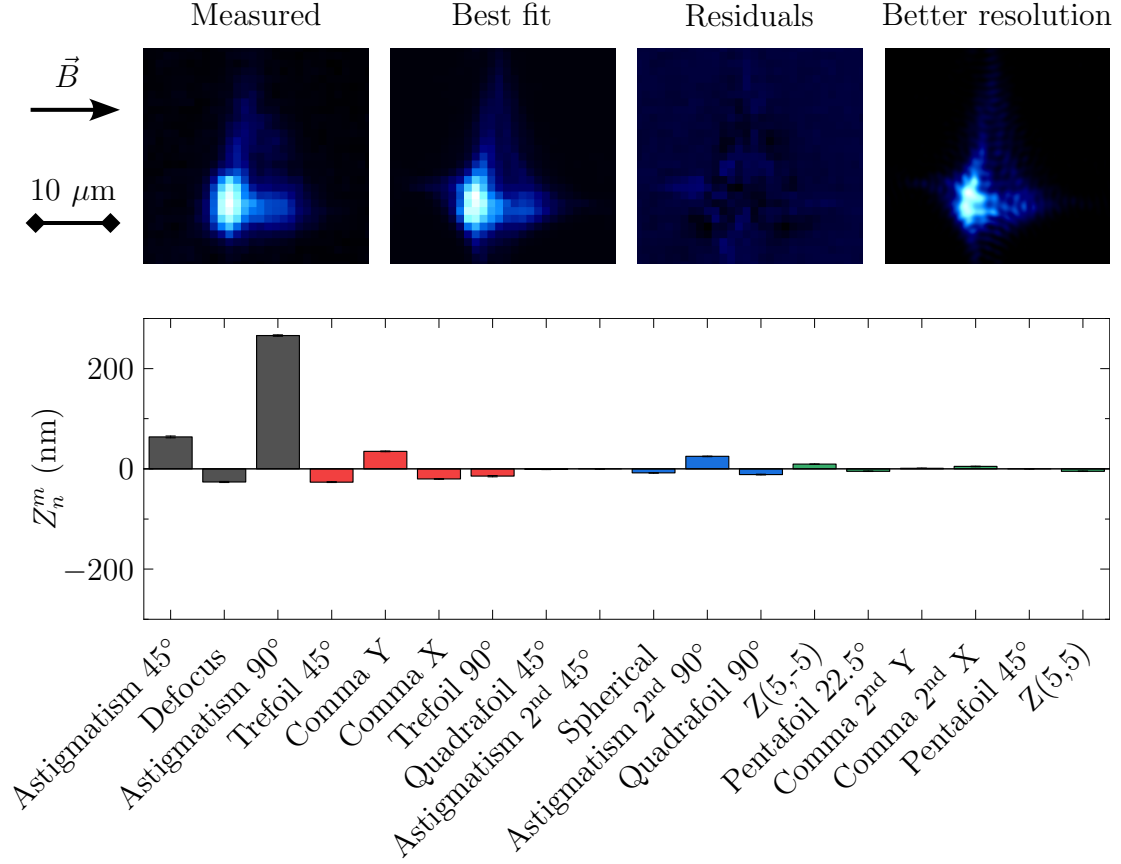 Measured
Best fit
Residuals
Better resolution
B⃗
10 μm
Z_n^m (nm)
200
0
−200
Astigmatism 45°
Defocus
Astigmatism 90°
Trefoil 45°
Comma Y
Comma X
Trefoil 90°
Quadrafoil 45°
Astigmatism 2nd 45°
Spherical
Astigmatism 2nd 90°
Quadrafoil 90°
Z(5,-5)
Pentafoil 22.5°
Comma 2nd Y
Comma 2nd X
Pentafoil 45°
Z(5,5)